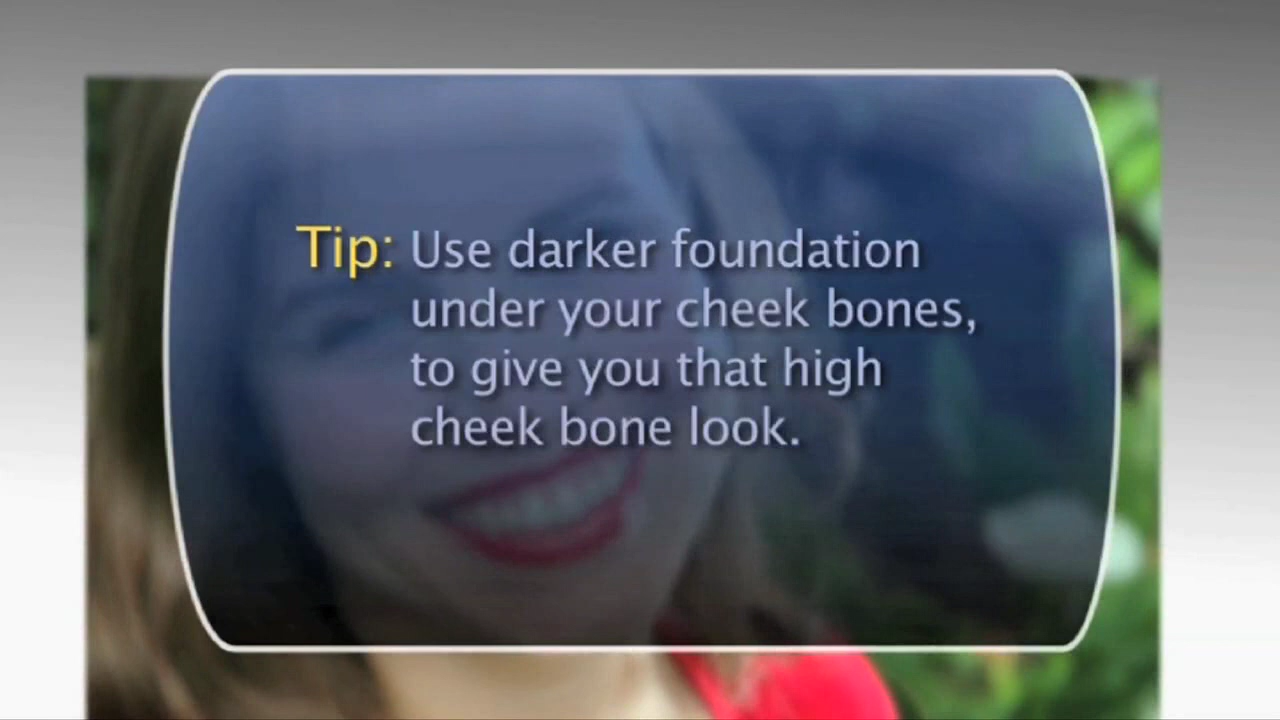 Tip: Use darker foundation
under your cheek bones,
to give you that high
cheek bone look.